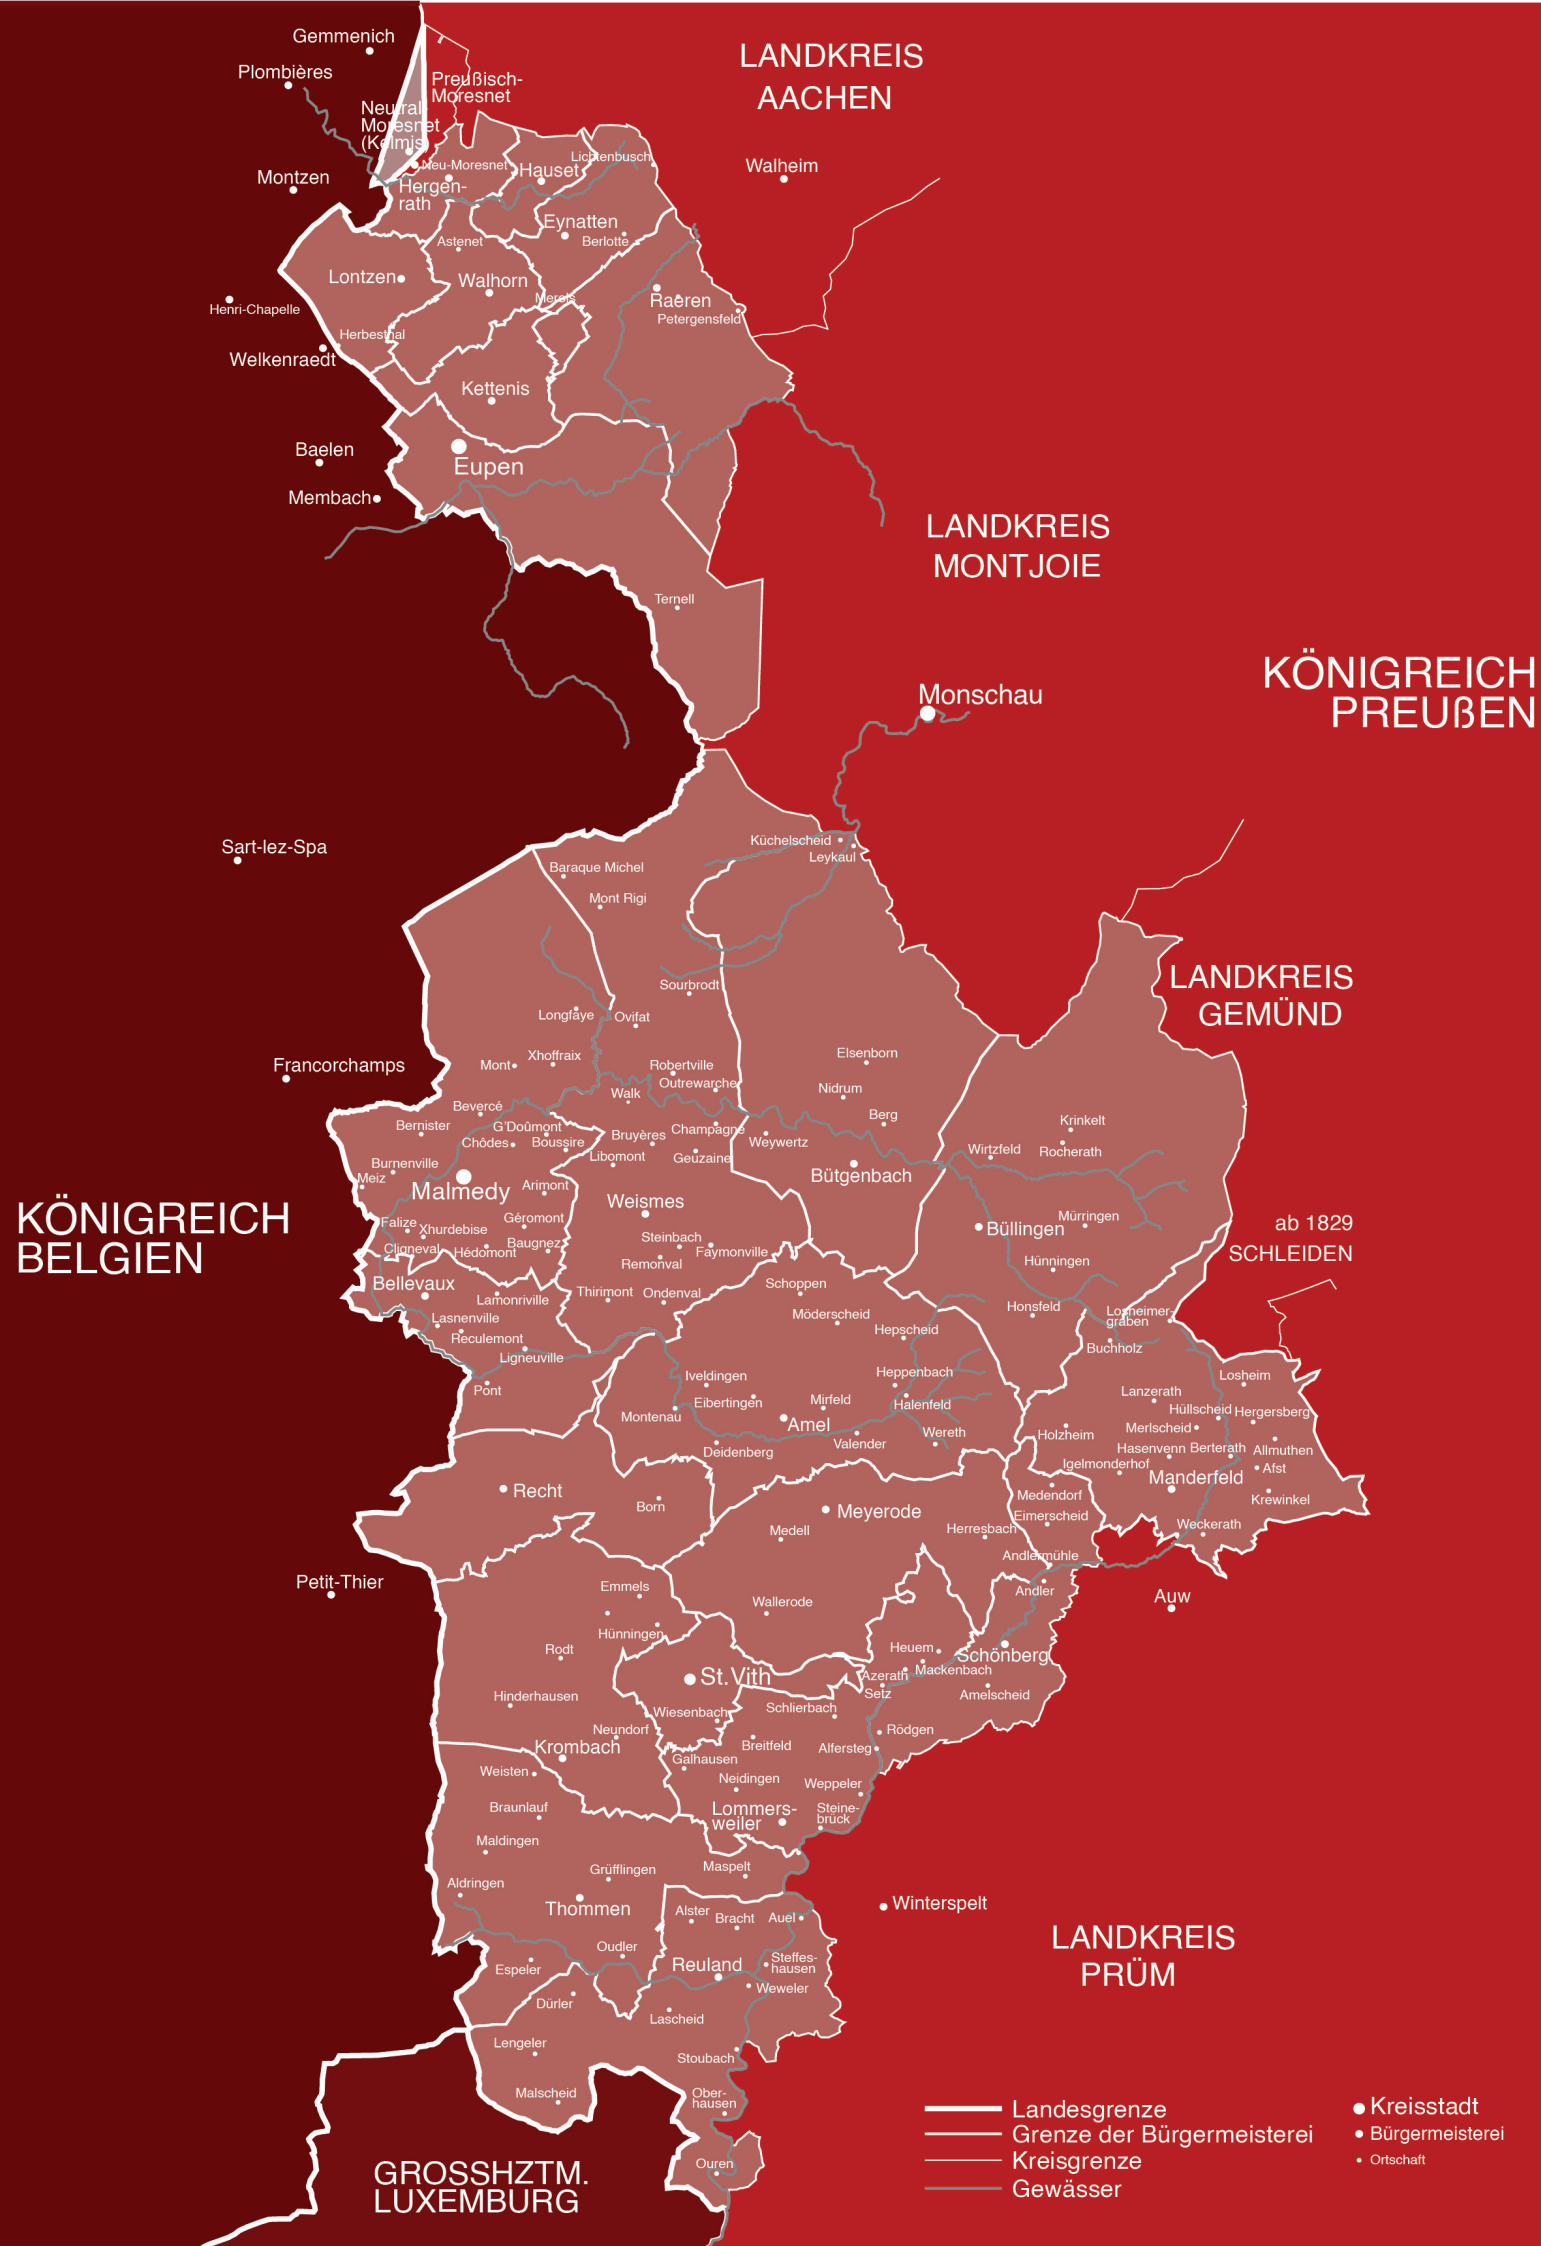 Gemmenich
Plombières
LANDKREIS
AACHEN
Preußisch-
Moresnet
Neutral-
Moresnet
(Kelmis)
Neu-Moresnet
Hauset
Lichtenbusch
Walheim
Montzen
Hergen-
rath
Eynatten
Berlotte
Astenet
Lontzen
Walhorn
Merols
Raeren
Petergensfeld
Henri-Chapelle
Herbesthal
Welkenraedt
Kettenis
Baelen
Eupen
Membach
LANDKREIS
MONTJOIE
Ternell
KÖNIGREICH
PREUßEN
Monschau
Sart-lez-Spa
Küchelscheid
Leykaul
Baraque Michel
Mont Rigi
LANDKREIS
GEMÜND
Sourbrodt
Longfaye
Ovifat
Francorchamps
Mont
Xhoffraix
Robertville
Outrewarche
Walk
Elsenborn
Nidrum
Berg
Bevercé
Bernister
G'Doûmont
Chôdes
Boussire
Bruyères
Champagne
Libomont
Geuzaine
Weywertz
Krinkelt
Wirtzfeld
Rocherath
Burnenville
Meiz
Malmedy
Arimont
Bütgenbach
Weismes
KÖNIGREICH
BELGIEN
Falize
Xhurdebise
Géromont
Cligneval
Hédomont
Baugnez
Steinbach
Faymonville
Remonval
Mürringen
Büllingen
Hünningen
ab 1829
SCHLEIDEN
Bellevaux
Lamonriville
Thirimont
Ondenval
Schoppen
Lasnenville
Reculemont
Ligneuville
Möderscheid
Hepscheid
Honsfeld
Losheimer-
graben
Buchholz
Pont
Iveldingen
Eibertingen
Heppenbach
Halenfeld
Montenau
Mirfeld
Amel
Valender
Wereth
Deidenberg
Losheim
Lanzerath
Hüllscheid
Hergersberg
Merlscheid
Holzheim
Hasenvenn
Berterath
Allmuthen
Igelmonderhof
Afst
Manderfeld
Krewinkel
Recht
Born
Meyerode
Medell
Herresbach
Medendorf
Eimerscheid
Weckerath
Andlermühle
Andler
Auw
Petit-Thier
Emmels
Hünningen
Wallerode
Rodt
Heuem
Schönberg
Mackenbach
Azerath
Setz
Amelscheid
St.Vith
Hinderhausen
Wiesenbach
Schlierbach
Neundorf
Rödgen
Krombach
Breitfeld
Alfersteg
Galhausen
Weisten
Neidingen
Weppeler
Lommers-
weiler
Steine-
brück
Braunlauf
Maldingen
Grüfflingen
Maspelt
Aldringen
Thommen
Winterspelt
Alster
Bracht
Auel
LANDKREIS
PRÜM
Oudler
Espeler
Reuland
Steffes-
hausen
Weweler
Dürler
Lascheid
Lengeler
Stoubach
Malscheid
Ober-
hausen
Ouren
GROSSHZTM.
LUXEMBURG
Landesgrenze
Grenze der Bürgermeisterei
Kreisgrenze
Gewässer
Kreisstadt
Bürgermeisterei
Ortschaft